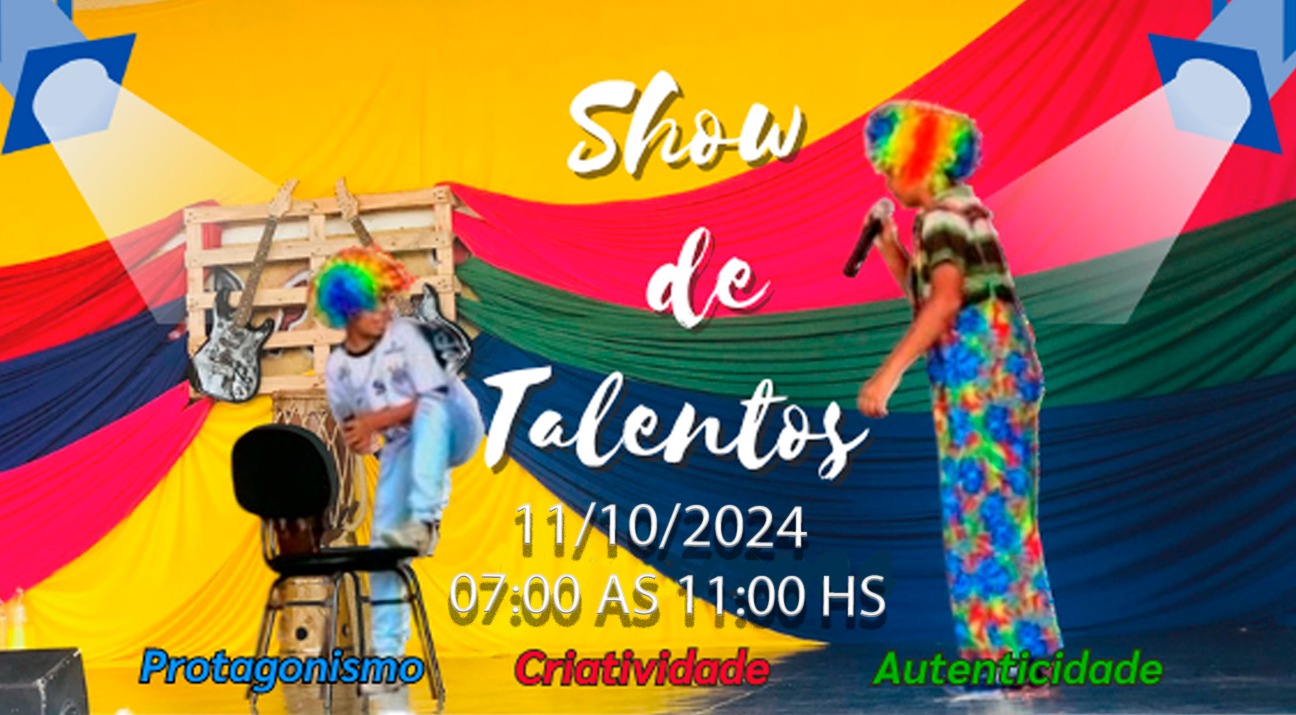 Show
de
Talentos
11/10/2024
07:00 AS 11:00 HS
Protagonismo Criatividade Autenticidade